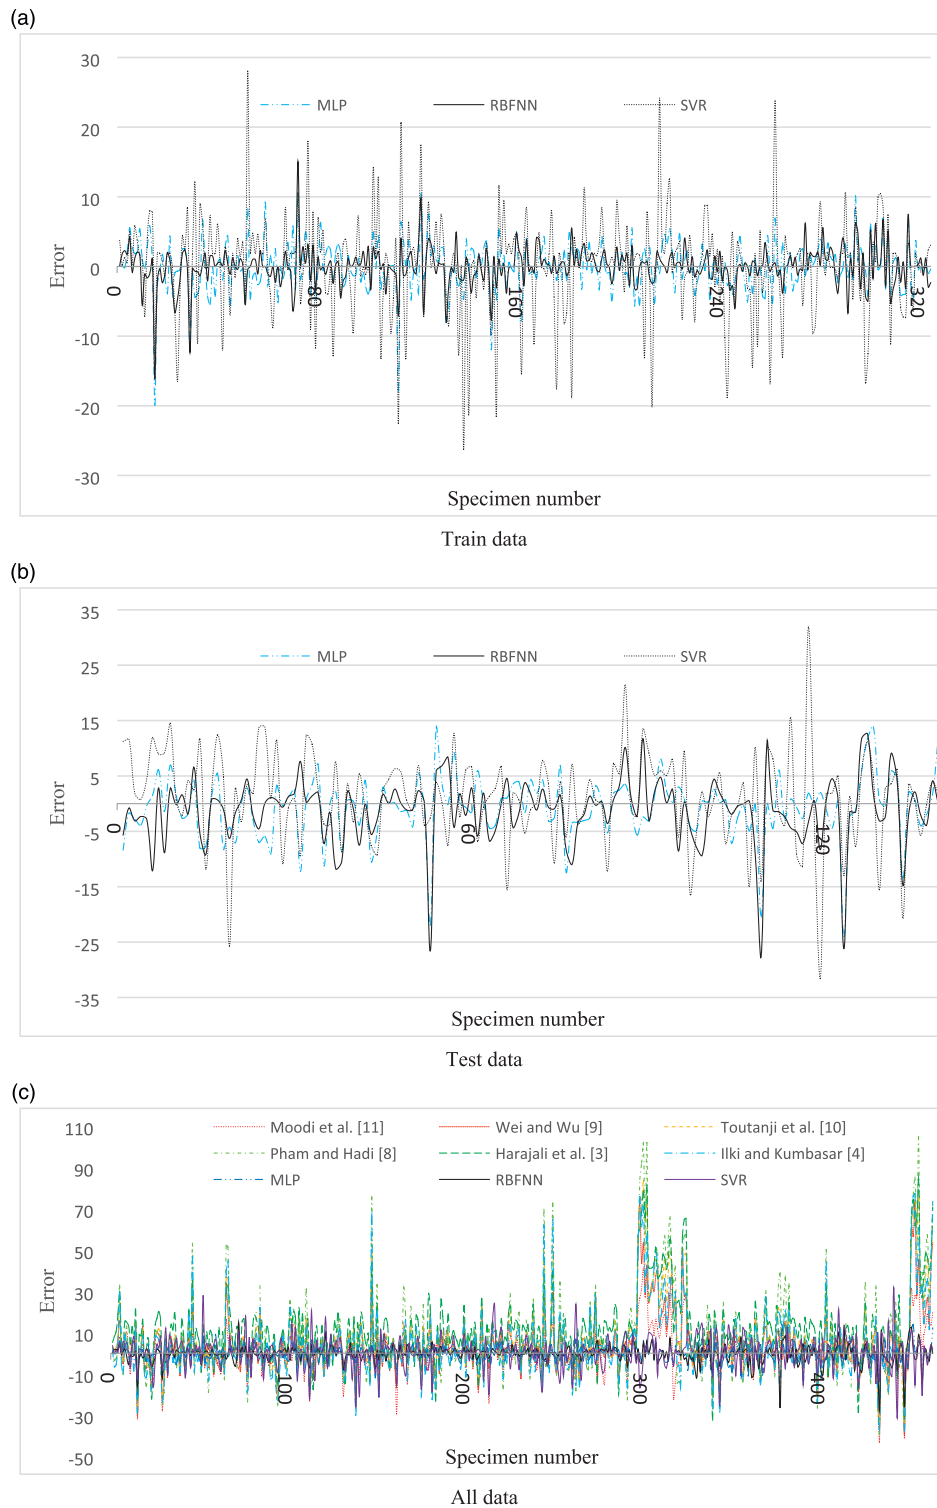 (a)
30
MLP RBFNN SVR
20
10
0
-10
-20
-30
Error
0 80 160 240 320
Specimen number
Train data
(b)
35
MLP RBFNN SVR
25
15
5
-5
-15
-25
-35
Error
0 60 120
Specimen number
Test data
(c)
110
Moodi et al. [11] Wei and Wu [9] Toutanji et al. [10]
Pham and Hadi [8] Harajali et al. [3] Ilki and Kumbasar [4]
MLP RBFNN SVR
90
70
50
30
10
-10
-30
-50
Error
0 100 200 300 400
Specimen number
All data